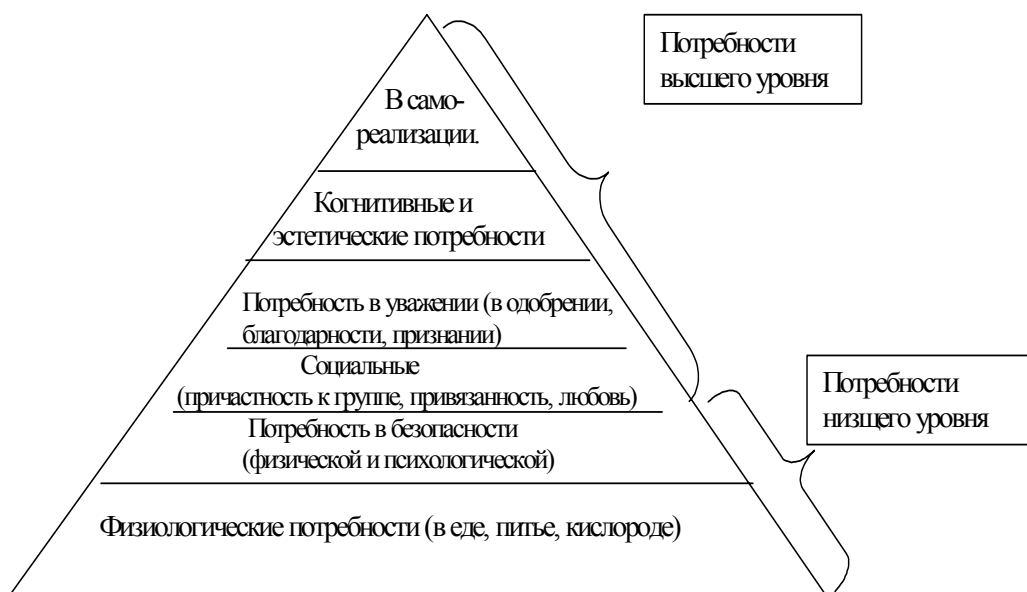 Потребности
высшего уровня
В само-
реализации.
Когнитивные и
эстетические потребности
Потребность в уважении (в одобрении,
благодарности, признании)
Социальные
(причастность к группе, привязанность, любовь)
Потребности
низщего уровня
Потребность в безопасности
(физической и психологической)
Физиологические потребности (в еде, питье, кислороде)